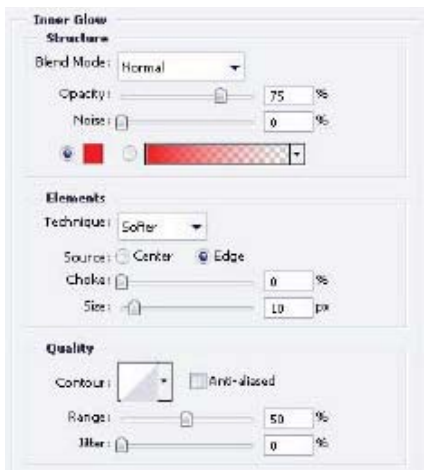 Inner Glow
Structure
Blend Mode: Normal
Opacity: 75 %
Noise: 0 %
Elements
Technique: Softer
Source: Center Edge
Choke: 0 %
Size: 10 px
Quality
Contour: Anti-aliased
Range: 50 %
Jitter: 0 %